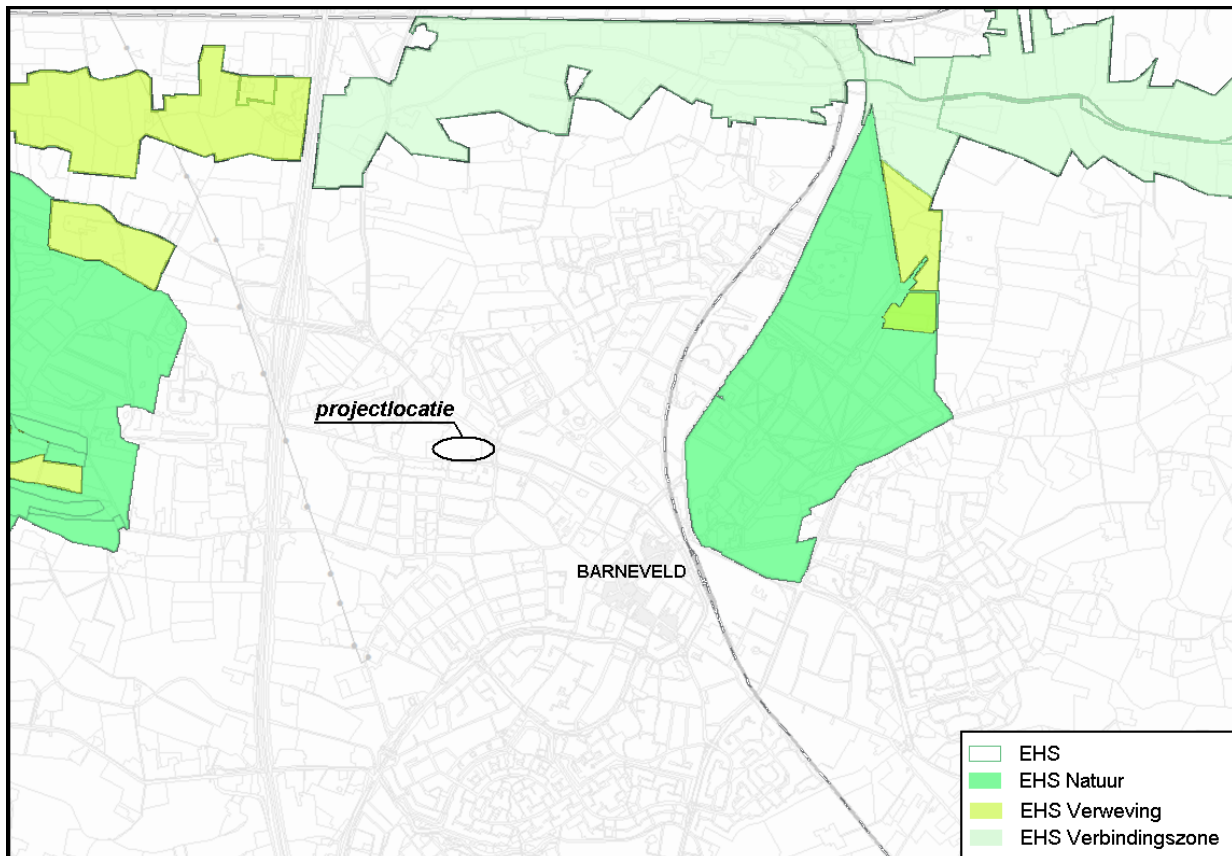 projectlocatie
BARNEVELD
EHS
EHS Natuur
EHS Verweving
EHS Verbindingszone